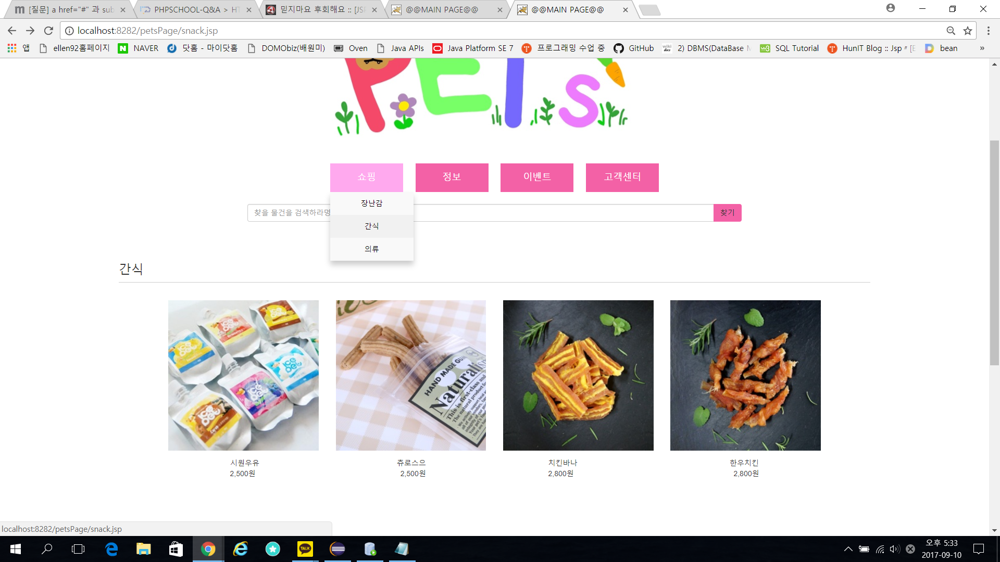 [질문] a href="#" 과 sub
PHPSCHOOL-Q&A > HT
믿지마요 후회해요 :: [JSI
@@MAIN PAGE@@
@@MAIN PAGE@@
localhost:8282/petsPage/snack.jsp
앱
ellen92홈페이지
NAVER
닷홈 - 마이닷홈
DOMObiz(배원미)
Oven
Java APIs
Java Platform SE 7
프로그래밍 수업 중
GitHub
2) DBMS(DataBase M
SQL Tutorial
HunIT Blog :: Jsp〃[E
bean
»
PETs
쇼핑
정보
이벤트
고객센터
장난감
찾을 물건을 검색하라멍
찾기
간식
의류
간식
HAND MADE GUM
Natural
This is first-class and
The natural product
시원우유
2,500원
쥬로스으
2,500원
치킨바나
2,800원
한우치킨
2,800원
localhost:8282/petsPage/snack.jsp
TALK
오후 5:33
2017-09-10